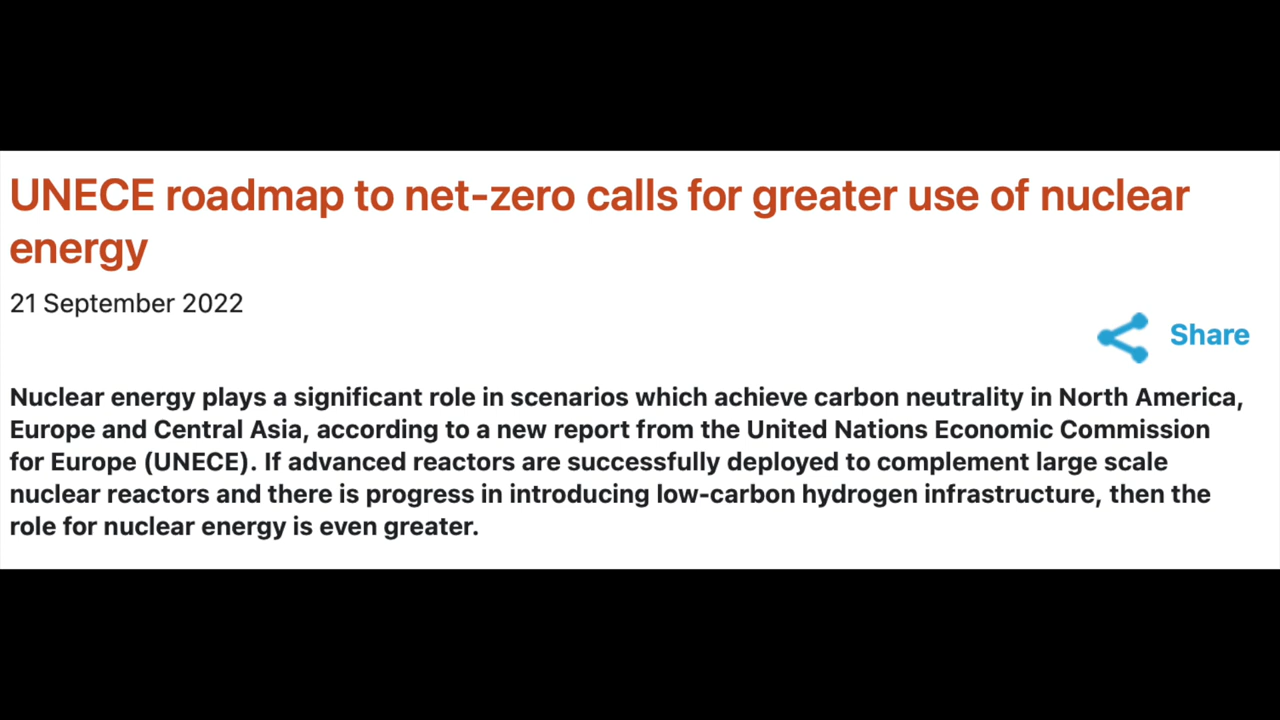 UNECE roadmap to net-zero calls for greater use of nuclear
energy
21 September 2022
Share
Nuclear energy plays a significant role in scenarios which achieve carbon neutrality in North America,
Europe and Central Asia, according to a new report from the United Nations Economic Commission
for Europe (UNECE). If advanced reactors are successfully deployed to complement large scale
nuclear reactors and there is progress in introducing low-carbon hydrogen infrastructure, then the
role for nuclear energy is even greater.